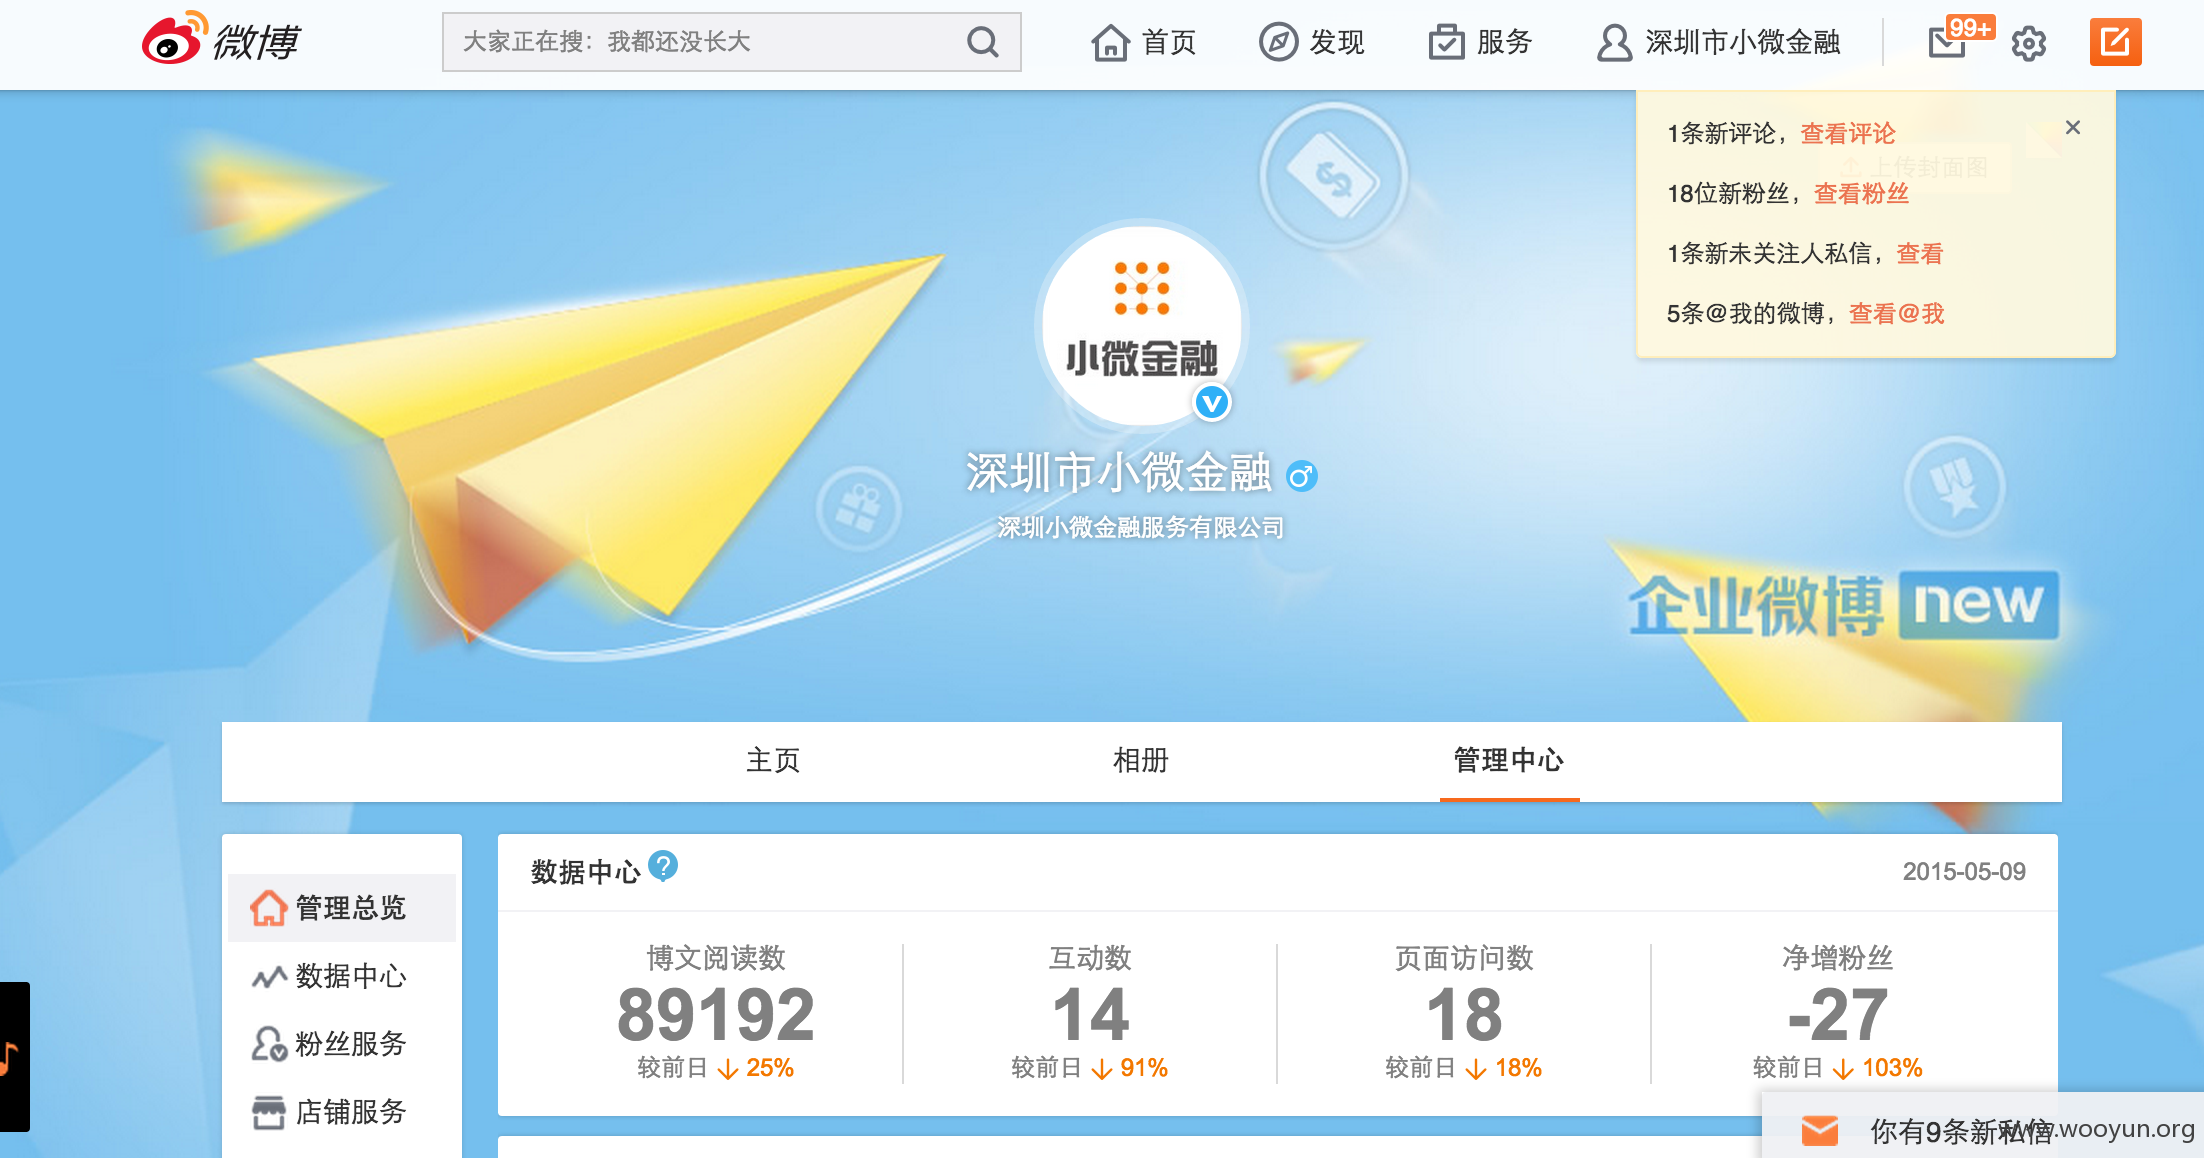 微博
大家正在搜：我都还没长大
首页
发现
服务
深圳市小微金融
99+
1条新评论，查看评论
上传封面图
18位新粉丝，查看粉丝
1条新未关注人私信，查看
5条@我的微博，查看@我
小微金融
V
深圳市小微金融
深圳小微金融服务有限公司
企业微博 new
主页
相册
管理中心
管理总览
数据中心
粉丝服务
店铺服务
数据中心 ?
2015-05-09
博文阅读数
89192
较前日 ↓ 25%
互动数
14
较前日 ↓ 91%
页面访问数
18
较前日 ↓ 18%
净增粉丝
-27
较前日 ↓ 103%
你有9条新私信
www.wooyun.org